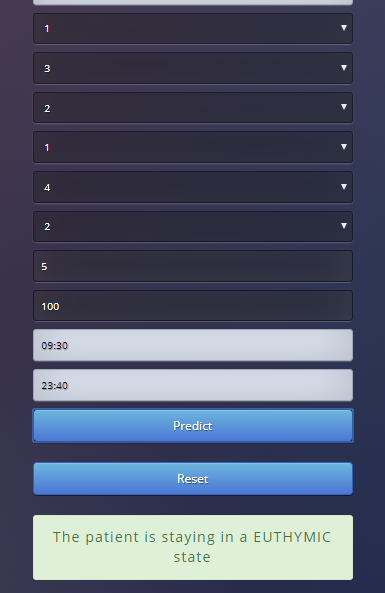 1
3
2
1
4
2
5
100
09:30
23:40
Predict
Reset
The patient is staying in a EUTHYMIC
state